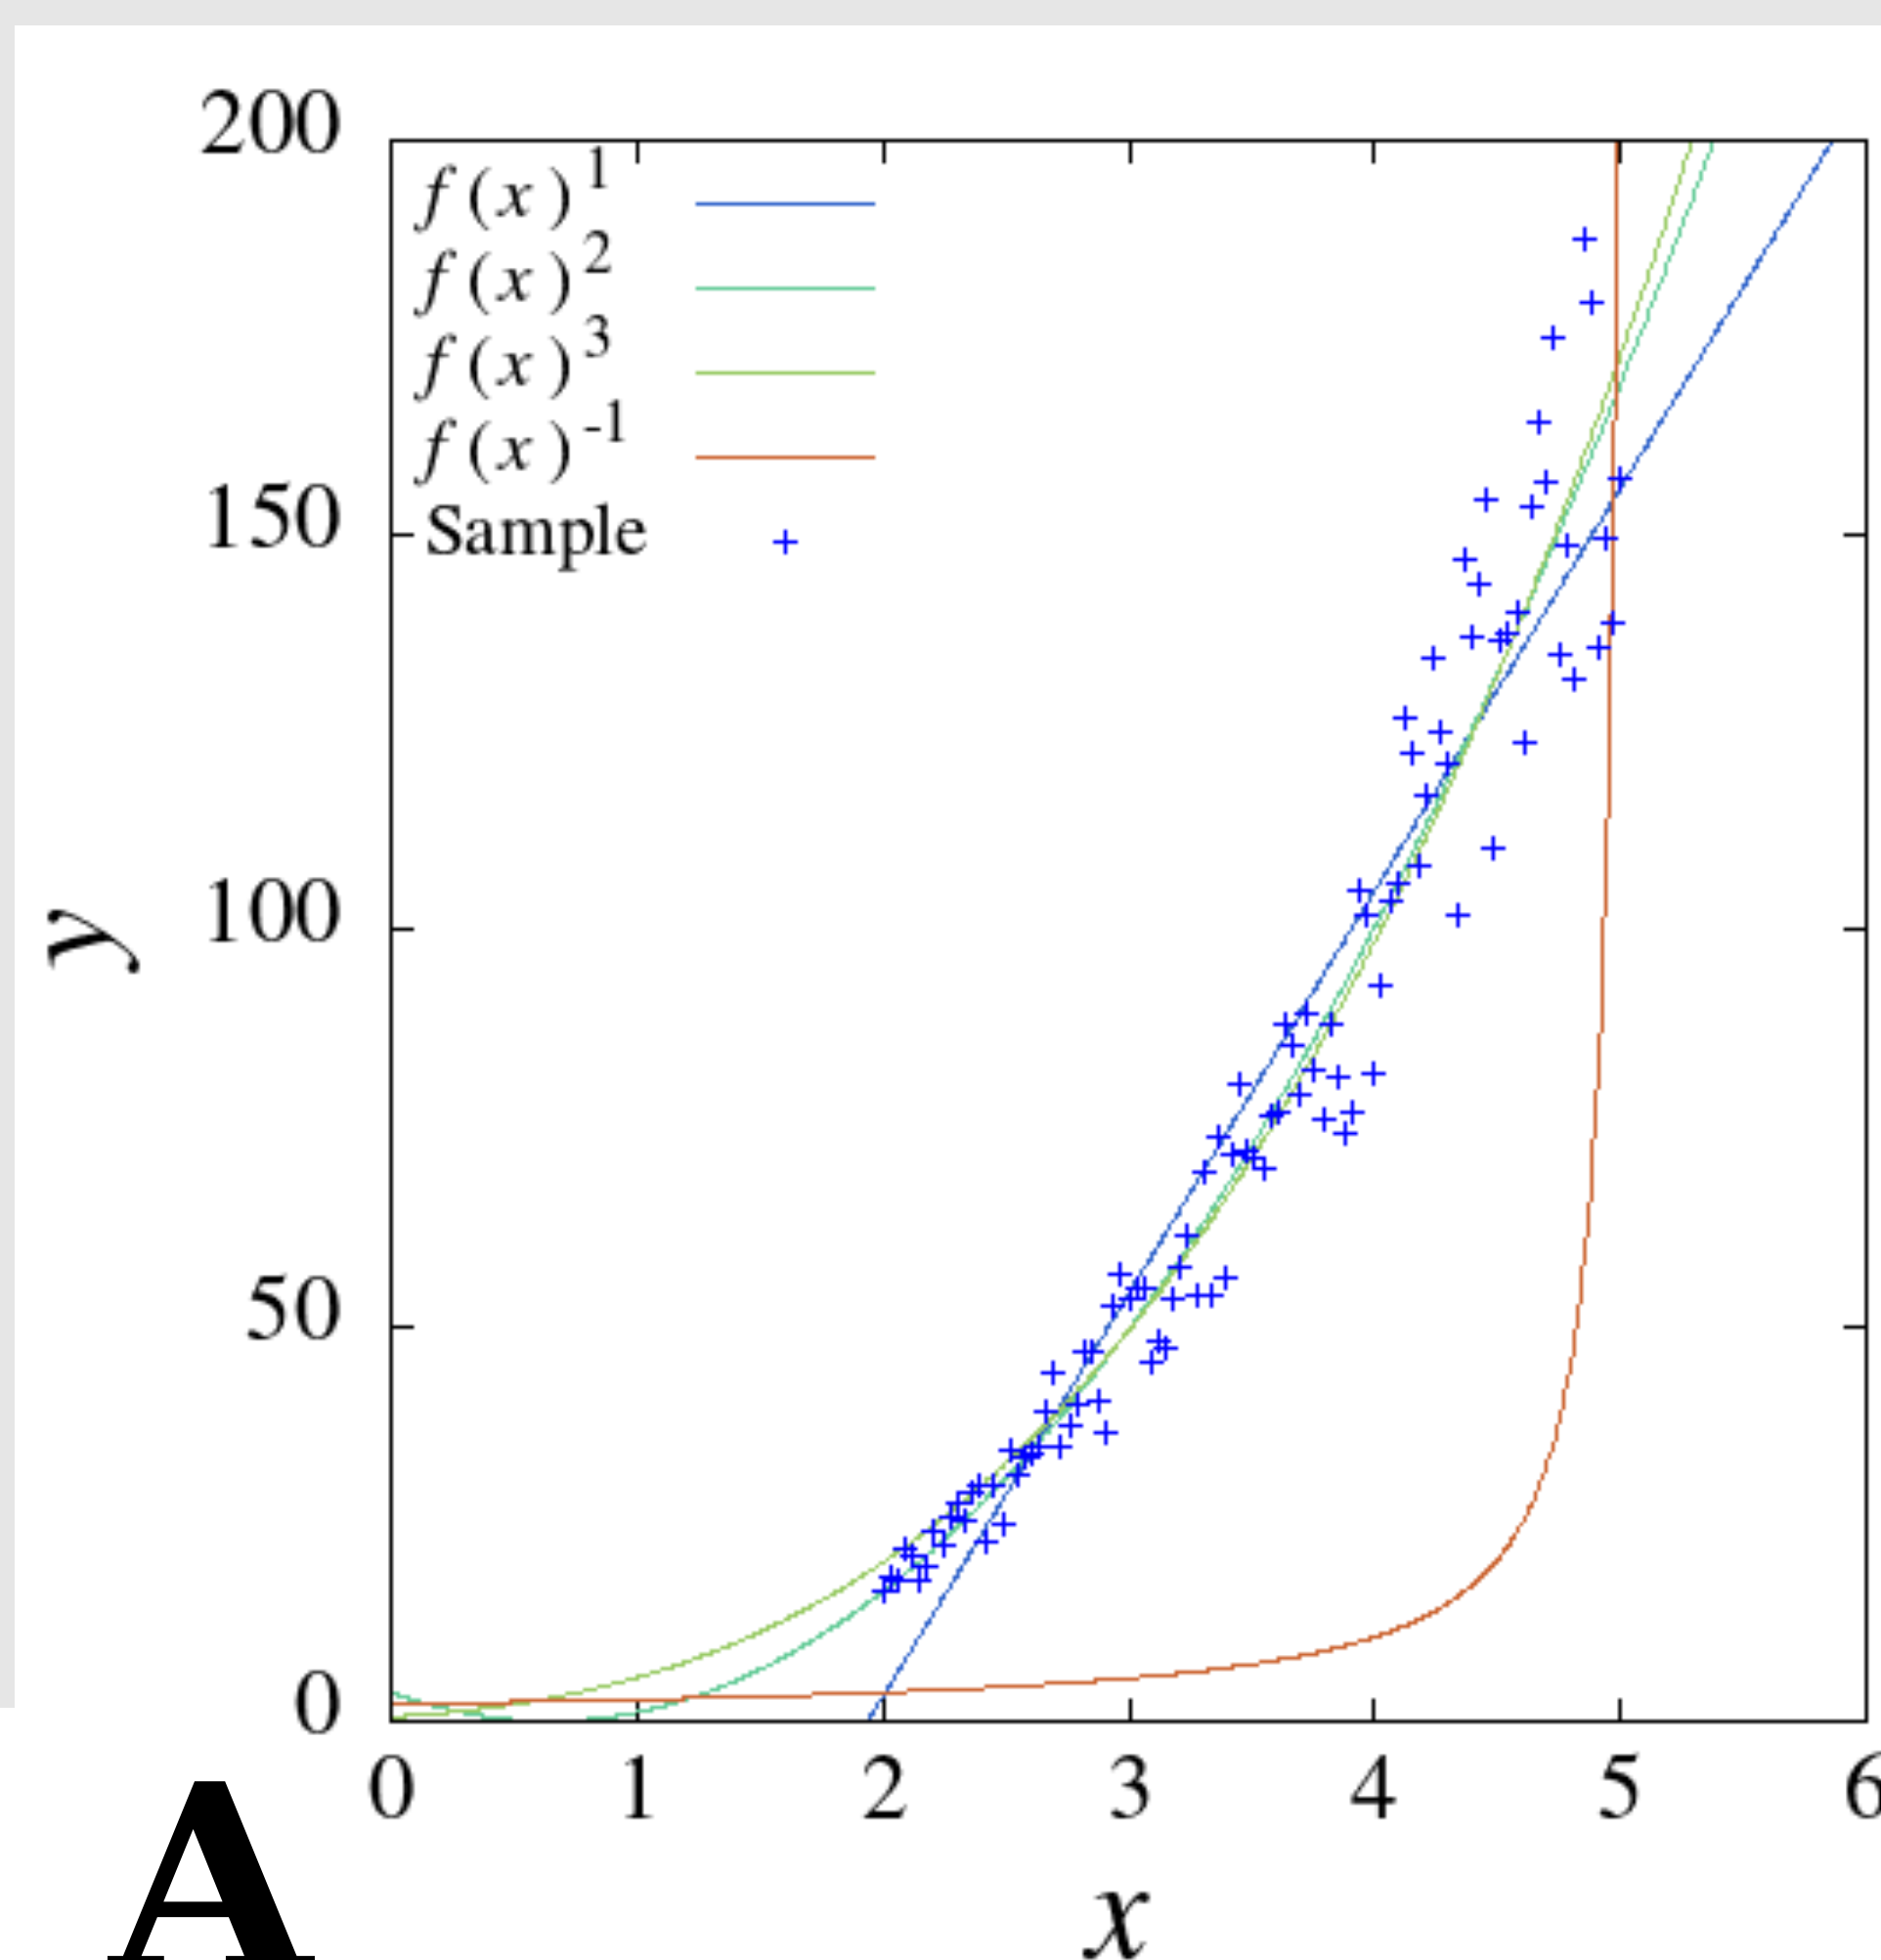 200
f(x)¹
f(x)²
f(x)³
f(x)⁻¹
150
Sample
100
y
50
0
0 1 2 3 4 5 6
x
A